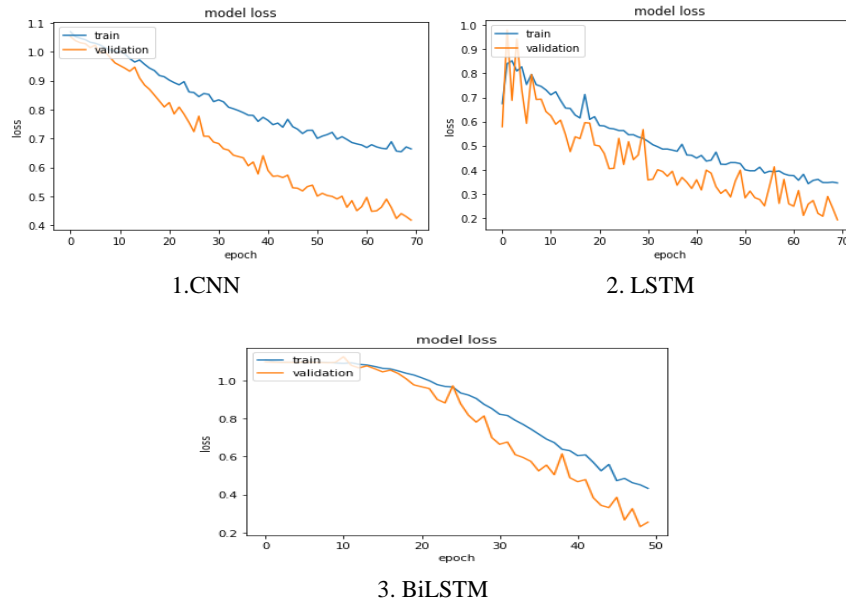 model loss
train
validation
loss
1.1
1.0
0.9
0.8
0.7
0.6
0.5
0.4
0 10 20 30 40 50 60 70
epoch
1.CNN
model loss
train
validation
loss
0.9
0.8
0.7
0.6
0.5
0.4
0.3
0.2
0 10 20 30 40 50 60 70
epoch
2. LSTM
model loss
train
validation
loss
1.0
0.8
0.6
0.4
0.2
0 10 20 30 40 50
epoch
3. BiLSTM